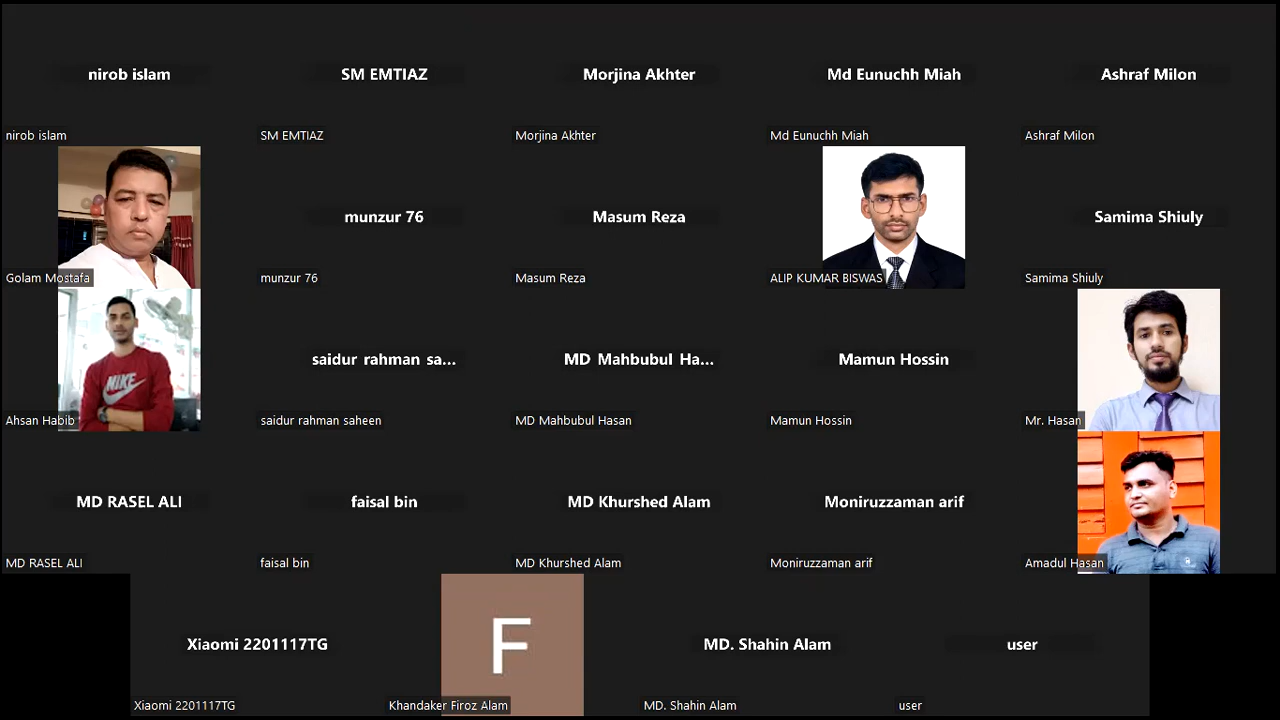 nirob islam
SM EMTIAZ
Morjina Akhter
Md Eunuchh Miah
Ashraf Milon
nirob islam
SM EMTIAZ
Morjina Akhter
Md Eunuchh Miah
Ashraf Milon
munzur 76
Masum Reza
Samima Shiuly
Golam Mostafa
munzur 76
Masum Reza
ALIP KUMAR BISWAS
Samima Shiuly
saidur rahman sa...
MD Mahbubul Ha...
Mamun Hossin
NIKE
Ahsan Habib
saidur rahman saheen
MD Mahbubul Hasan
Mamun Hossin
Mr. Hasan
MD RASEL ALI
faisal bin
MD Khurshed Alam
Moniruzzaman arif
MD RASEL ALI
faisal bin
MD Khurshed Alam
Moniruzzaman arif
Amadul Hasan
Xiaomi 2201117TG
F
MD. Shahin Alam
user
Xiaomi 2201117TG
Khandaker Firoz Alam
MD. Shahin Alam
user